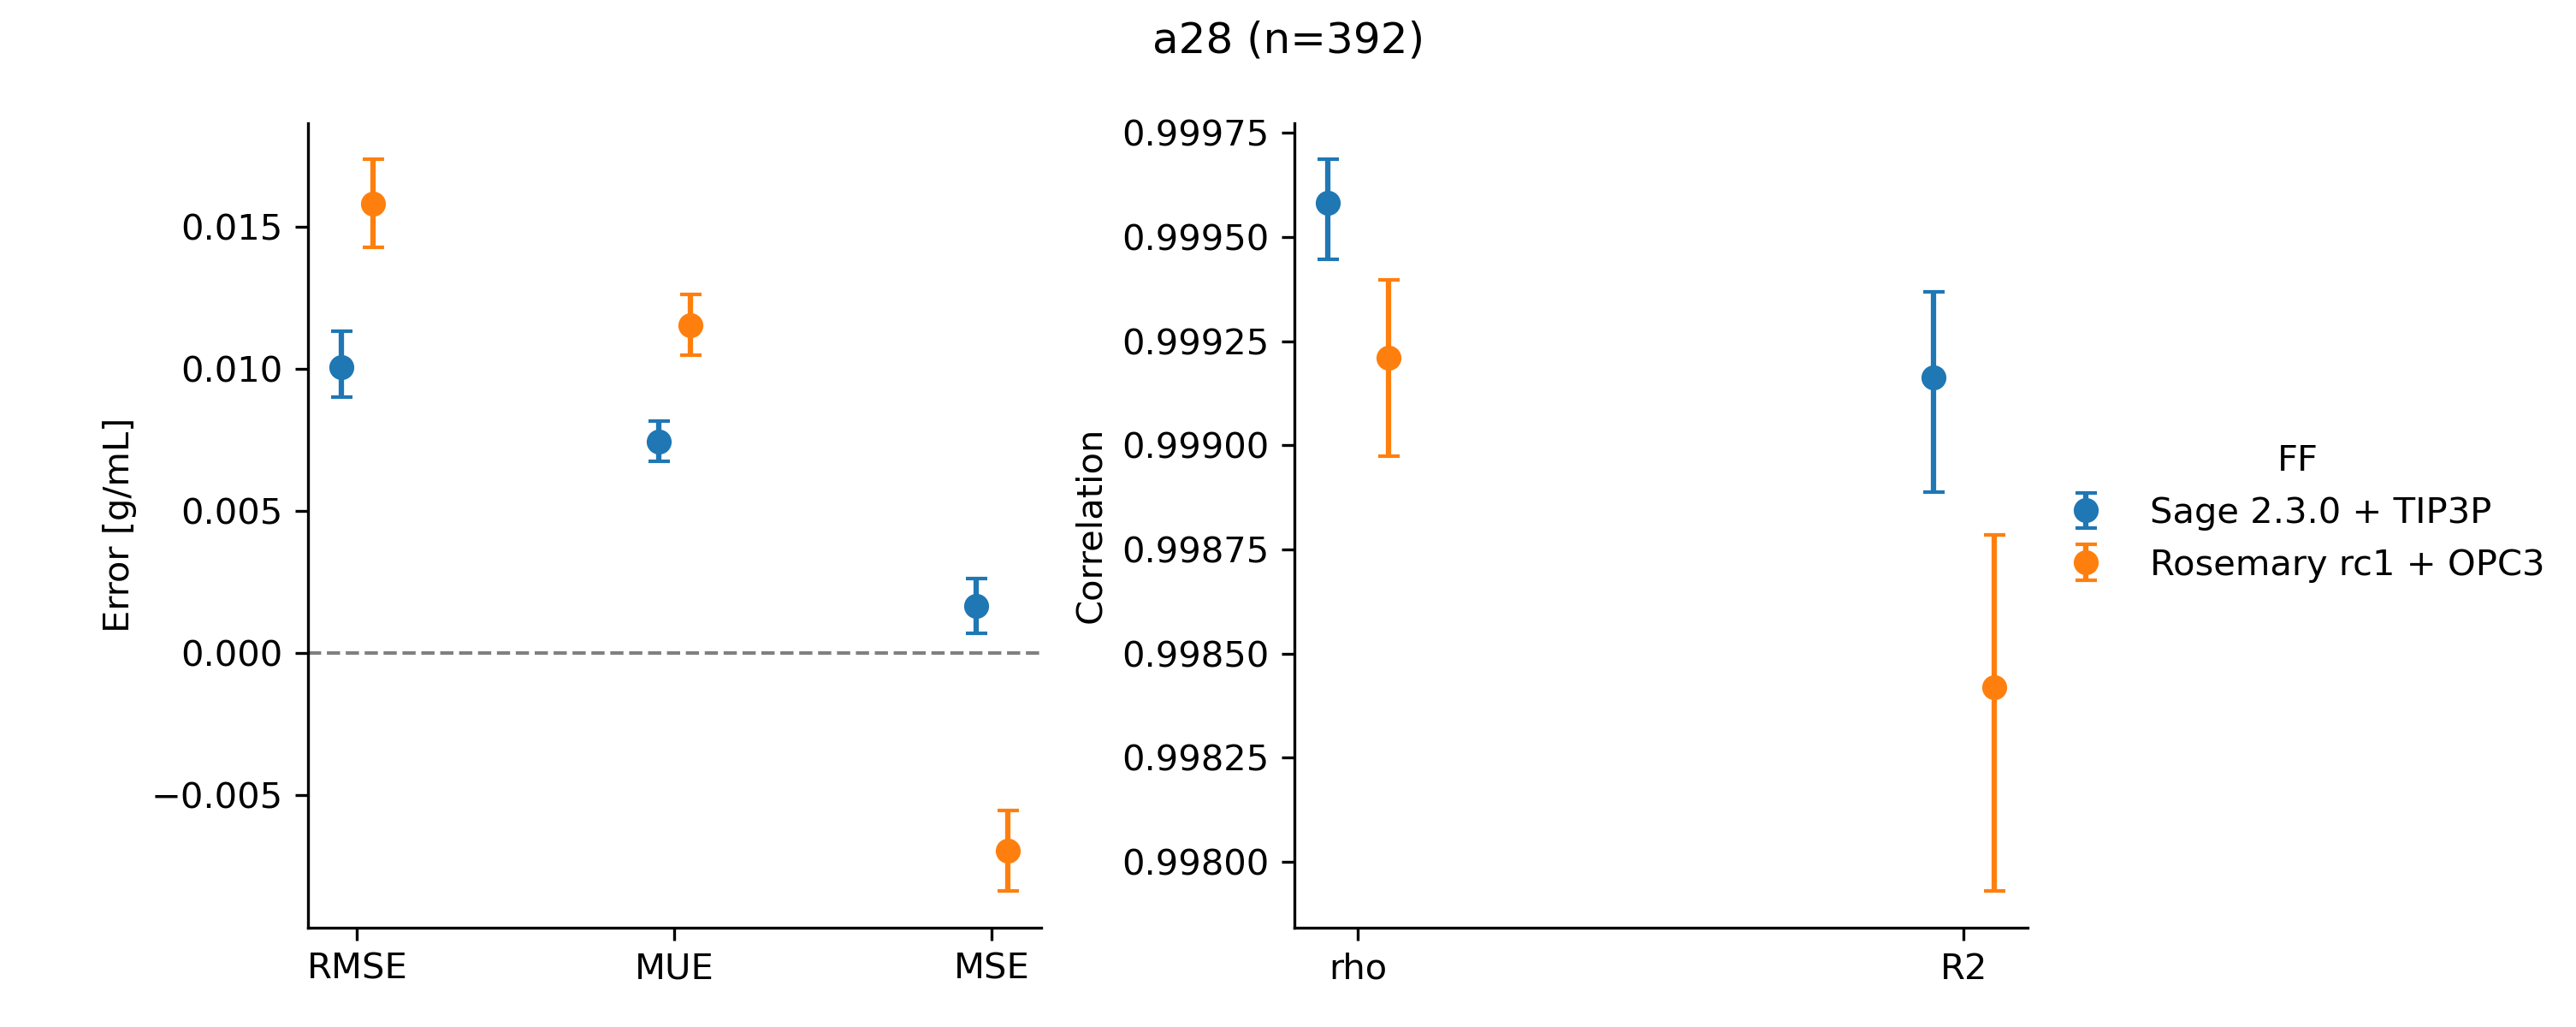 a28 (n=392)
Error [g/mL]
0.015
0.010
0.005
0.000
−0.005
RMSE
MUE
MSE
Correlation
0.99975
0.99950
0.99925
0.99900
0.99875
0.99850
0.99825
0.99800
rho
R2
FF
Sage 2.3.0 + TIP3P
Rosemary rc1 + OPC3